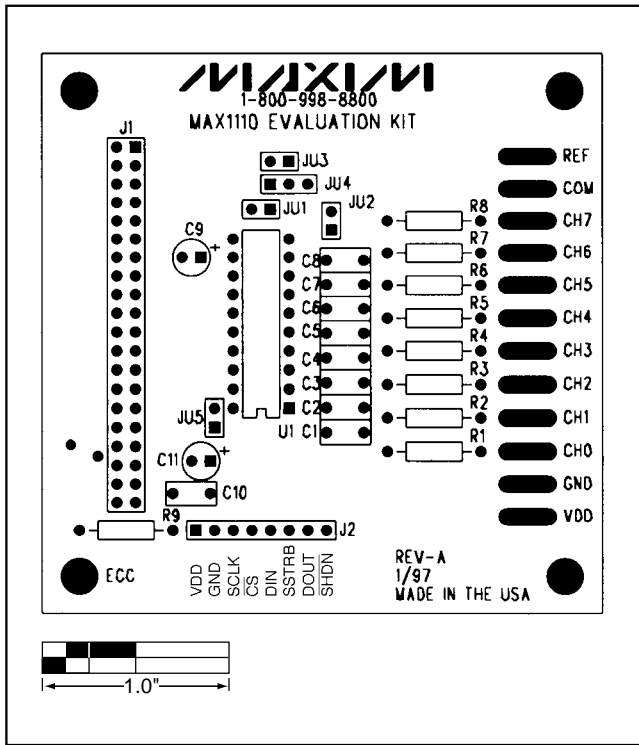 MAXIM
1-800-998-8800
MAX1110 EVALUATION KIT
J1
JU3
JU4
JU1
JU2
C9
+
REF
COM
R8
CH7
R7
CH6
R6
CH5
R5
CH4
R4
CH3
R3
CH2
R2
CH1
R1
CH0
GND
VDD
C8
C7
C6
C5
C4
C3
C2
C1
U1
JU5
C11
+
C10
R9
J2
ECC
VDD
GND
SCLK
CS
DIN
SSTRB
DOUT
SHDN
REV-A
1/97
MADE IN THE USA
1.0"